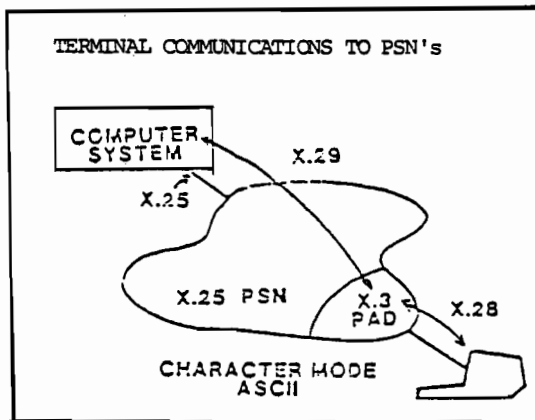 TERMINAL COMMUNICATIONS TO PSN's
COMPUTER
SYSTEM
X.29
X.25
X.25 PSN
X.3
PAD
X.28
CHARACTER MODE
ASCII